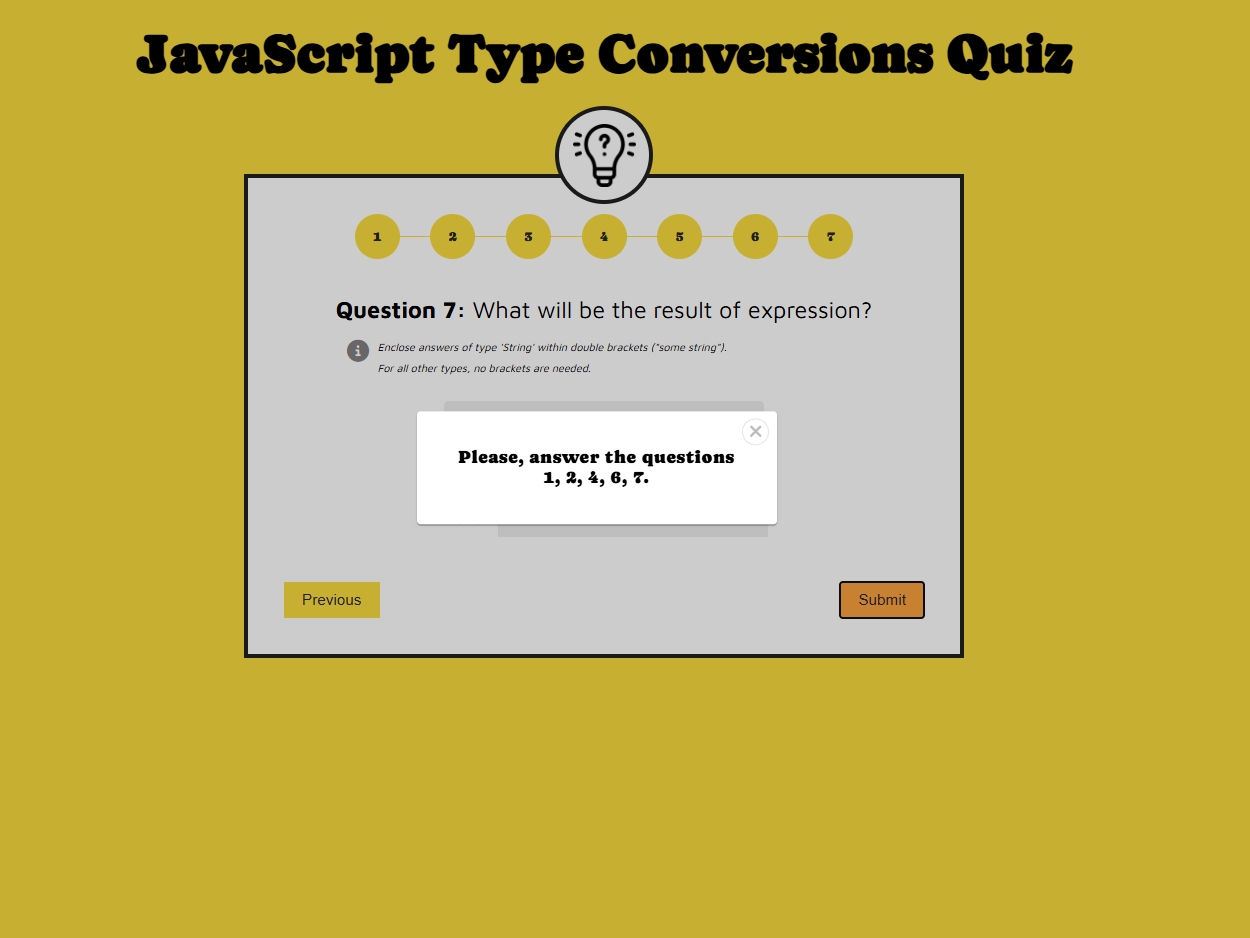 JavaScript Type Conversions Quiz
?
1 2 3 4 5 6 7
Question 7: What will be the result of expression?
i Enclose answers of type 'String' within double brackets ("some string").
For all other types, no brackets are needed.
Please, answer the questions
1, 2, 4, 6, 7.
Previous
Submit